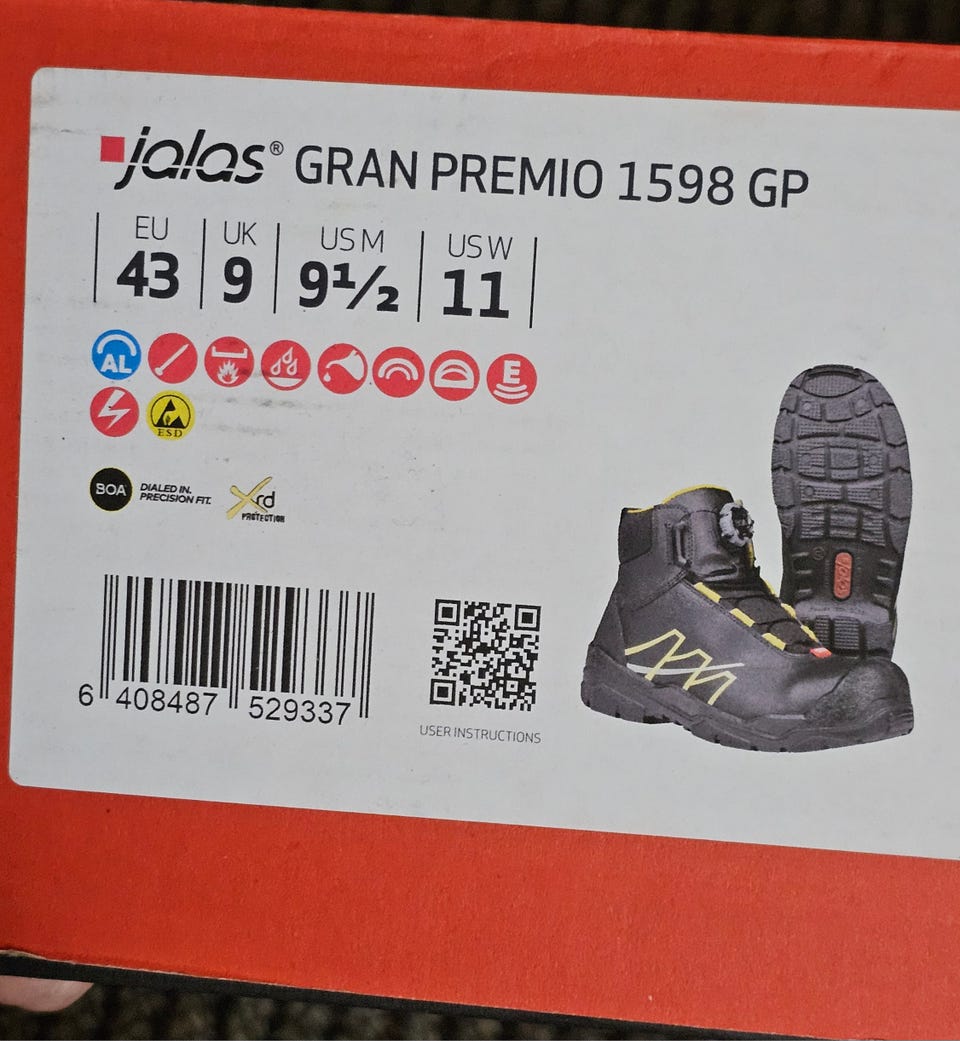 jalas® GRAN PREMIO 1598 GP
EU UK US M US W
43 9 9½ 11
AL
E
ESD
BOA DIALED IN.
PRECISION FIT.
Xrd
PROTECTION
6 408487 529337
USER INSTRUCTIONS